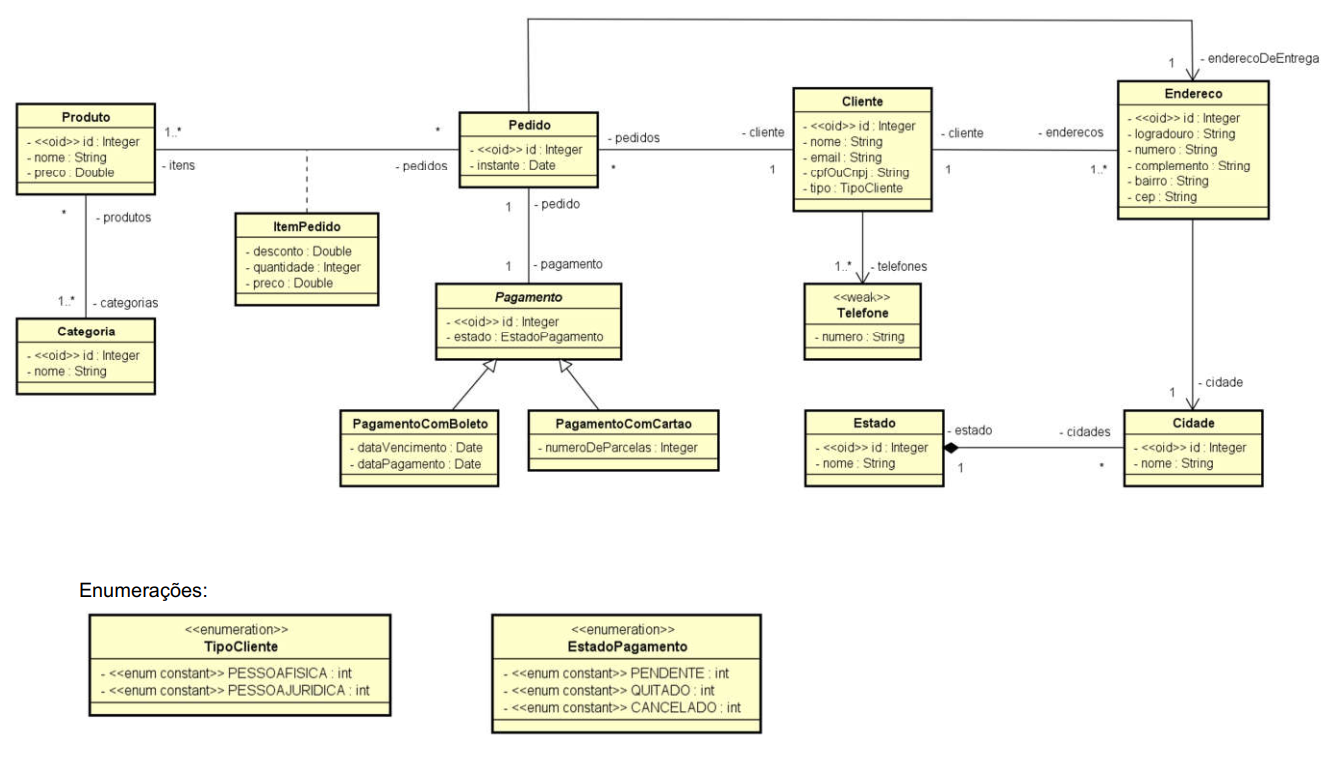 1
- enderecoDeEntrega
Produto
- <<oid>> id : Integer
- nome : String
- preco : Double
1..*
- itens
*
- pedidos
Pedido
- <<oid>> id : Integer
- instante : Date
- pedidos
*
- cliente
1
Cliente
- <<oid>> id : Integer
- nome : String
- email : String
- cpfOuCnpj : String
- tipo : TipoCliente
- cliente
1
- enderecos
1..*
Endereco
- <<oid>> id : Integer
- logradouro : String
- numero : String
- complemento : String
- bairro : String
- cep : String
*
- produtos
1..*
- categorias
Categoria
- <<oid>> id : Integer
- nome : String
ItemPedido
- desconto : Double
- quantidade : Integer
- preco : Double
1
- pedido
1
- pagamento
Pagamento
- <<oid>> id : Integer
- estado : EstadoPagamento
1..*
- telefones
<<weak>>
Telefone
- numero : String
PagamentoComBoleto
- dataVencimento : Date
- dataPagamento : Date
PagamentoComCartao
- numeroDeParcelas : Integer
Estado
- <<oid>> id : Integer
- nome : String
- estado
1
- cidades
*
1
- cidade
Cidade
- <<oid>> id : Integer
- nome : String
Enumerações:
<<enumeration>>
TipoCliente
- <<enum constant>> PESSOAFISICA : int
- <<enum constant>> PESSOAJURIDICA : int
<<enumeration>>
EstadoPagamento
- <<enum constant>> PENDENTE : int
- <<enum constant>> QUITADO : int
- <<enum constant>> CANCELADO : int